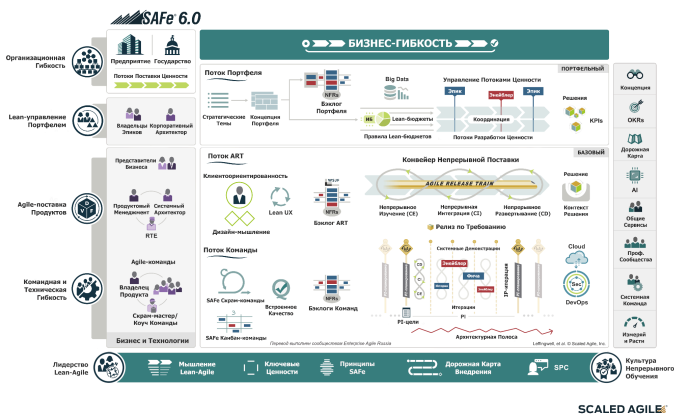 SAFe® 6.0
БИЗНЕС-ГИБКОСТЬ
Организационная
Гибкость
Предприятие Государство
Потоки Поставки Ценности
Lean-управление
Портфелем
Владельцы
Эпиков
Корпоративный
Архитектор
ПОРТФЕЛЬНЫЙ
Поток Портфеля
Стратегические
Темы
Концепция
Портфеля
NFRs
Бэклог
Портфеля
Big Data
ИБ
Lean-бюджеты
Правила Lean-бюджетов
Управление Потоками Ценности
Эпик
Энейблер
Эпик
Координация
Потоки Разработки Ценности
Решения
KPIs
Agile-поставка
Продуктов
Представители
Бизнеса
Продуктовый
Менеджмент
Системный
Архитектор
RTE
БАЗОВЫЙ
Поток ART
Клиентоориентированность
Lean UX
Дизайн-мышление
WSJF
NFRs
Бэклог ART
Конвейер Непрерывной Поставки
AGILE RELEASE TRAIN
Непрерывное
Изучение (CE)
Непрерывная
Интеграция (CI)
Непрерывное
Развертывание (CD)
Релиз по Требованию
Решения
Контекст
Решения
Командная и
Техническая
Гибкость
Agile-команды
Владелец
Продукта
Скрам-мастер/
Коуч Команды
Бизнес и Технологии
Поток Команды
SAFe Скрам-команды
Встроенное
Качество
SAFe Канбан-команды
NFRs
Бэклоги Команд
Системные Демонстрации
Энейблер
Фича
Итерации
PI
PI-цели
IP-итерация
Архитектурная Полоса
Cloud
Sec
DevOps
Перевод выполнен сообществом Enterprise Agile Russia
Leffingwell, et al. © Scaled Agile, Inc.
Концепция
OKRs
Дорожная
Карта
AI
Общие
Сервисы
Проф.
Сообщества
Системная
Команда
Измеряй
и Расти
Лидерство
Lean-Agile
Мышление
Lean-Agile
Ключевые
Ценности
Принципы
SAFe
Дорожная Карта
Внедрения
SPC
Культура
Непрерывного
Обучения
SCALED AGILE